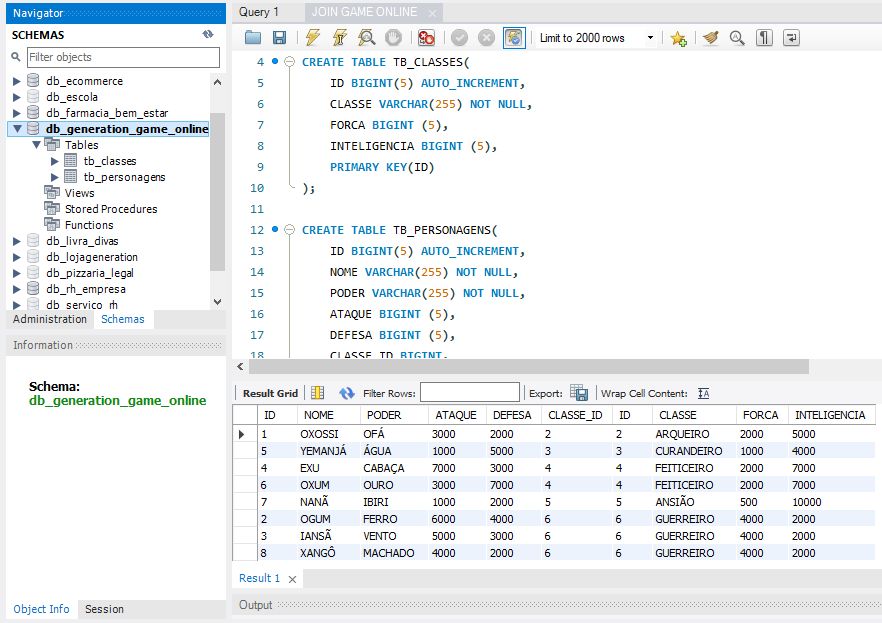 Navigator
SCHEMAS
Filter objects
db_ecommerce
db_escola
db_farmacia_bem_estar
db_generation_game_online
Tables
tb_classes
tb_personagens
Views
Stored Procedures
Functions
db_livra_divas
db_lojageneration
db_pizzaria_legal
db_rh_empresa
db_servico_rh
Administration Schemas
Information
Schema:
db_generation_game_online
Object Info Session
Query 1 JOIN GAME ONLINE
Limit to 2000 rows
4 CREATE TABLE TB_CLASSES(
5 ID BIGINT(5) AUTO_INCREMENT,
6 CLASSE VARCHAR(255) NOT NULL,
7 FORCA BIGINT (5),
8 INTELIGENCIA BIGINT (5),
9 PRIMARY KEY(ID)
10 );
11
12 CREATE TABLE TB_PERSONAGENS(
13 ID BIGINT(5) AUTO_INCREMENT,
14 NOME VARCHAR(255) NOT NULL,
15 PODER VARCHAR(255) NOT NULL,
16 ATAQUE BIGINT (5),
17 DEFESA BIGINT (5),
18 CLASSE_ID BIGINT,
Result Grid Filter Rows: Export: Wrap Cell Content: IA
ID NOME PODER ATAQUE DEFESA CLASSE_ID ID CLASSE FORCA INTELIGENCIA
1 OXOSSI OFÁ 3000 2000 2 2 ARQUEIRO 2000 5000
5 YEMANJÁ ÁGUA 1000 5000 3 3 CURANDEIRO 1000 4000
4 EXU CABAÇA 7000 3000 4 4 FEITICEIRO 2000 7000
6 OXUM OURO 3000 7000 4 4 FEITICEIRO 2000 7000
7 NANÃ IBIRI 1000 2000 5 5 ANSIÃO 500 10000
2 OGUM FERRO 6000 4000 6 6 GUERREIRO 4000 2000
3 IANSÃ VENTO 5000 3000 6 6 GUERREIRO 4000 2000
8 XANGÔ MACHADO 4000 2000 6 6 GUERREIRO 4000 2000
Result 1
Output